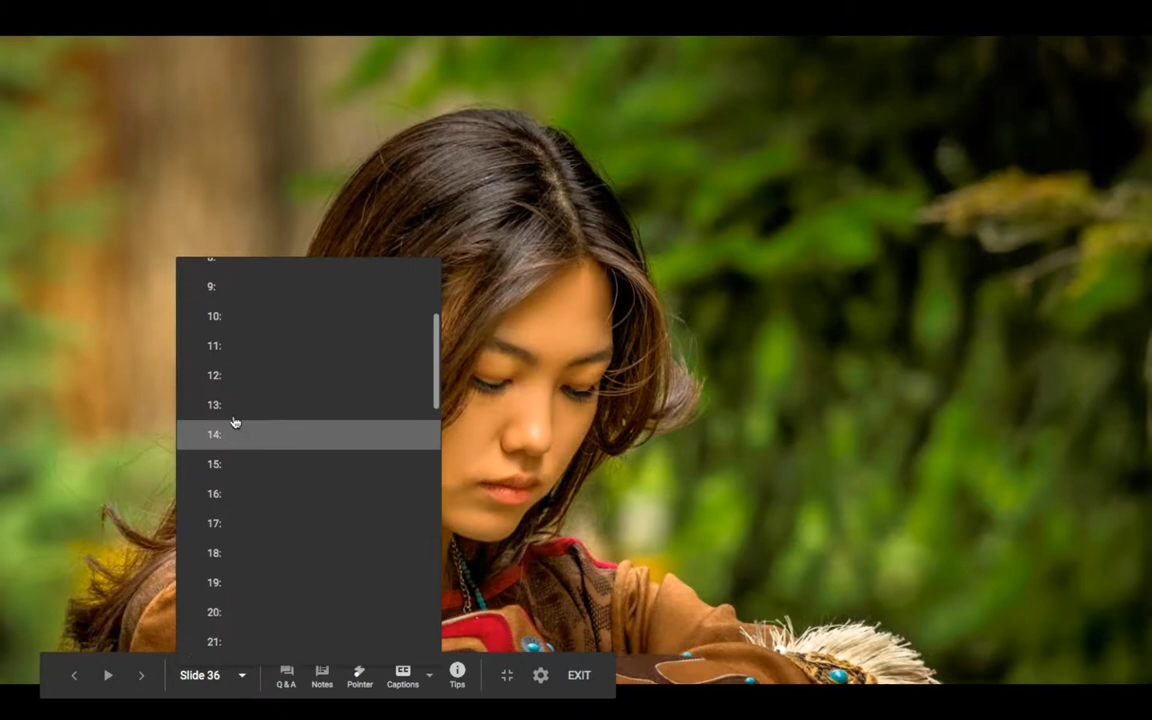 9:
10:
11:
12:
13:
14:
15:
16:
17:
18:
19:
20:
21:
Slide 36
Q & A
Notes
Pointer
CC
Captions
Tips
EXIT